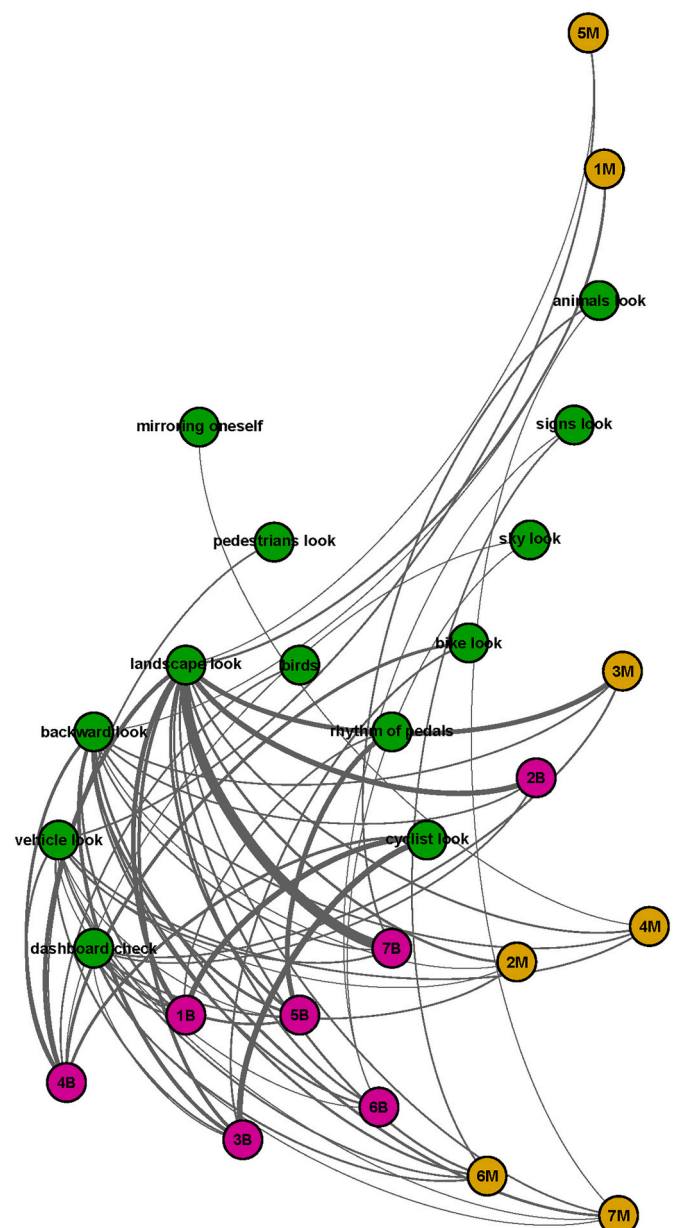 5M
1M
animals look
mirroring oneself
signs look
pedestrians look
sky look
bike look
landscape look
birds
3M
backward look
rhythm of pedals
2B
vehicle look
cyclist look
4M
dashboard check
7B
2M
1B
5B
4B
6B
3B
6M
7M